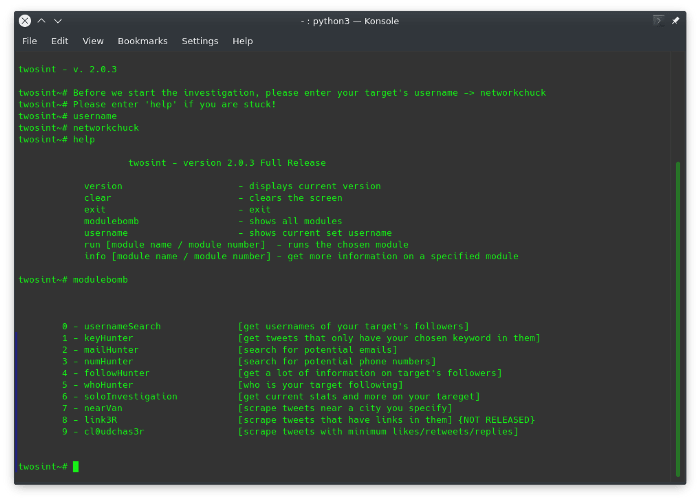 - : python3 — Konsole
File Edit View Bookmarks Settings Help
twosint - v. 2.0.3
twosint~# Before we start the investigation, please enter your target's username -> networkchuck
twosint~# Please enter 'help' if you are stuck!
twosint~# username
twosint~# networkchuck
twosint~# help
twosint - version 2.0.3 Full Release
version - displays current version
clear - clears the screen
exit - exit
modulebomb - shows all modules
username - shows current set username
run [module name / module number] - runs the chosen module
info [module name / module number] - get more information on a specified module
twosint~# modulebomb
0 - usernameSearch [get usernames of your target's followers]
1 - keyHunter [get tweets that only have your chosen keyword in them]
2 - mailHunter [search for potential emails]
3 - numHunter [search for potential phone numbers]
4 - followHunter [get a lot of information on target's followers]
5 - whoHunter [who is your target following]
6 - soloInvestigation [get current stats and more on your tareget]
7 - nearVan [scrape tweets near a city you specify]
8 - link3R [scrape tweets that have links in them] {NOT RELEASED}
9 - cl0udchas3r [scrape tweets with minimum likes/retweets/replies]
twosint~#